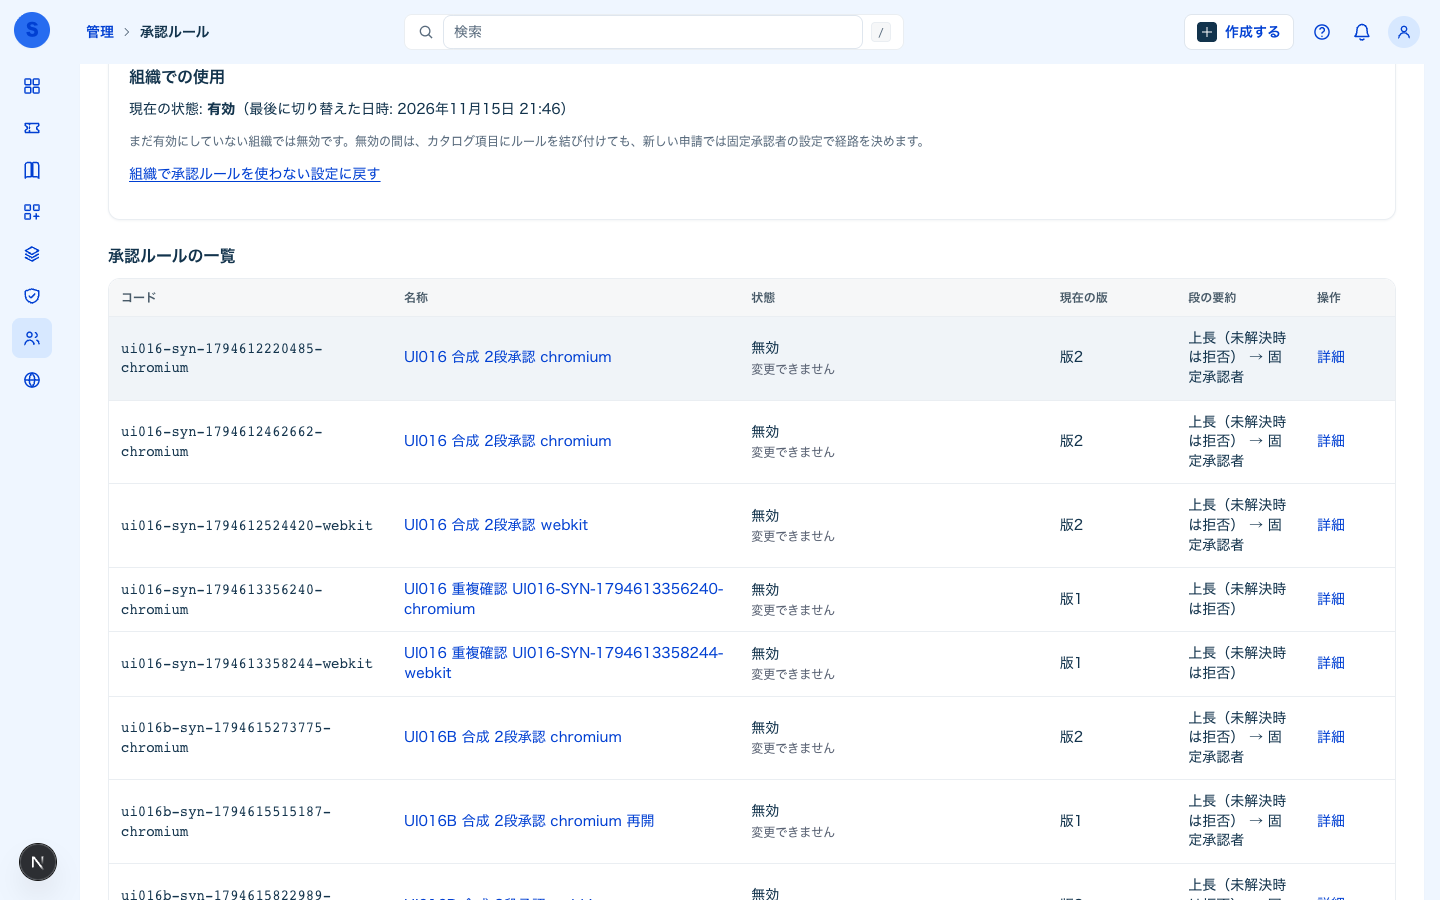 S
管理 > 承認ルール
検索
/
作成する
組織での使用
現在の状態: 有効（最後に切り替えた日時: 2026年11月15日 21:46）
まだ有効にしていない組織では無効です。無効の間は、カタログ項目にルールを結び付けても、新しい申請では固定承認者の設定で経路を決めます。
組織で承認ルールを使わない設定に戻す
承認ルールの一覧
コード 名称 状態 現在の版 段の要約 操作
ui016-syn-1794612220485-
chromium
UI016 合成 2段承認 chromium
無効
変更できません
版2
上長（未解決時
は拒否） → 固
定承認者
詳細
ui016-syn-1794612462662-
chromium
UI016 合成 2段承認 chromium
無効
変更できません
版2
上長（未解決時
は拒否） → 固
定承認者
詳細
ui016-syn-1794612524420-webkit
UI016 合成 2段承認 webkit
無効
変更できません
版2
上長（未解決時
は拒否） → 固
定承認者
詳細
ui016-syn-1794613356240-
chromium
UI016 重複確認 UI016-SYN-1794613356240-
chromium
無効
変更できません
版1
上長（未解決時
は拒否）
詳細
ui016-syn-1794613358244-webkit
UI016 重複確認 UI016-SYN-1794613358244-
webkit
無効
変更できません
版1
上長（未解決時
は拒否）
詳細
ui016b-syn-1794615273775-
chromium
UI016B 合成 2段承認 chromium
無効
変更できません
版2
上長（未解決時
は拒否） → 固
定承認者
詳細
ui016b-syn-1794615515187-
chromium
UI016B 合成 2段承認 chromium 再開
無効
変更できません
版1
上長（未解決時
は拒否） → 固
定承認者
詳細
ui016b-syn-1794615822989-
無効
上長（未解決時
N